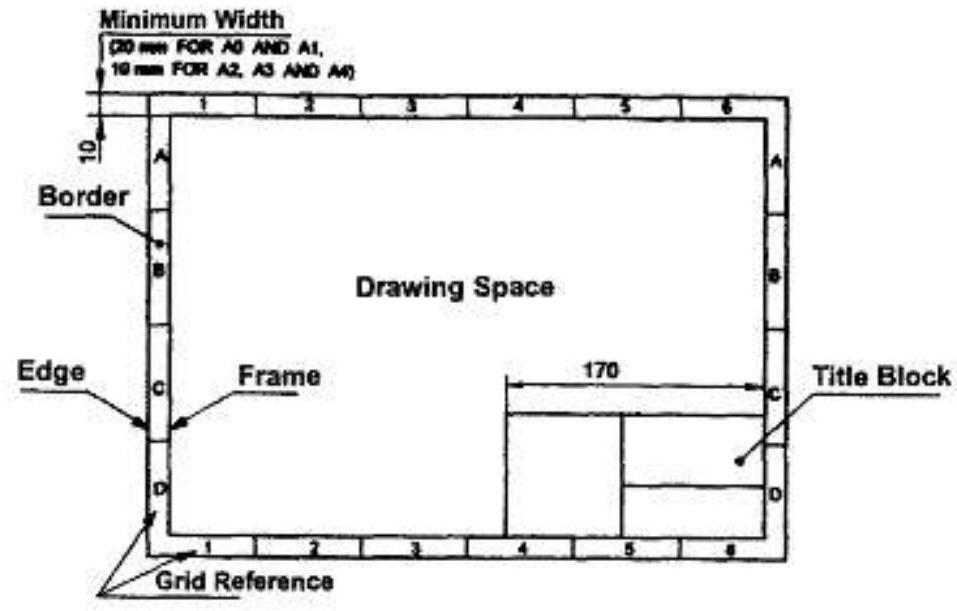 Minimum Width
(20 mm FOR A0 AND A1,
10 mm FOR A2, A3 AND A4)
1 2 3 4 5 6
10
A A
Border
B B
Drawing Space
Edge
Frame
170
Title Block
C C
D D
1 2 3 4 5 6
Grid Reference